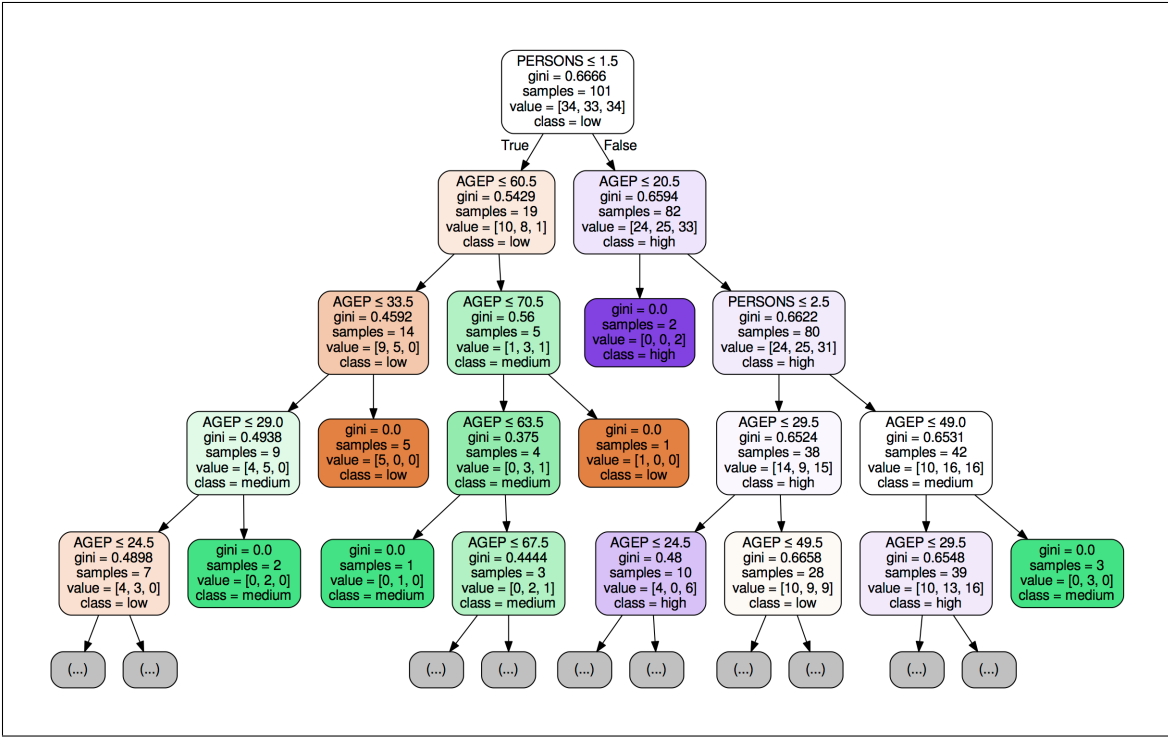 PERSONS ≤ 1.5
gini = 0.6666
samples = 101
value = [34, 33, 34]
class = low
True
False
AGEP ≤ 60.5
gini = 0.5429
samples = 19
value = [10, 8, 1]
class = low
AGEP ≤ 20.5
gini = 0.6594
samples = 82
value = [24, 25, 33]
class = high
AGEP ≤ 33.5
gini = 0.4592
samples = 14
value = [9, 5, 0]
class = low
AGEP ≤ 70.5
gini = 0.56
samples = 5
value = [1, 3, 1]
class = medium
gini = 0.0
samples = 2
value = [0, 0, 2]
class = high
PERSONS ≤ 2.5
gini = 0.6622
samples = 80
value = [24, 25, 31]
class = high
AGEP ≤ 29.0
gini = 0.4938
samples = 9
value = [4, 5, 0]
class = medium
gini = 0.0
samples = 5
value = [5, 0, 0]
class = low
AGEP ≤ 63.5
gini = 0.375
samples = 4
value = [0, 3, 1]
class = medium
gini = 0.0
samples = 1
value = [1, 0, 0]
class = low
AGEP ≤ 29.5
gini = 0.6524
samples = 38
value = [14, 9, 15]
class = high
AGEP ≤ 49.0
gini = 0.6531
samples = 42
value = [10, 16, 16]
class = medium
AGEP ≤ 24.5
gini = 0.4898
samples = 7
value = [4, 3, 0]
class = low
gini = 0.0
samples = 2
value = [0, 2, 0]
class = medium
gini = 0.0
samples = 1
value = [0, 1, 0]
class = medium
AGEP ≤ 67.5
gini = 0.4444
samples = 3
value = [0, 2, 1]
class = medium
AGEP ≤ 24.5
gini = 0.48
samples = 10
value = [4, 0, 6]
class = high
AGEP ≤ 49.5
gini = 0.6658
samples = 28
value = [10, 9, 9]
class = low
AGEP ≤ 29.5
gini = 0.6548
samples = 39
value = [10, 13, 16]
class = high
gini = 0.0
samples = 3
value = [0, 3, 0]
class = medium
(...)
(...)
(...)
(...)
(...)
(...)
(...)
(...)
(...)
(...)